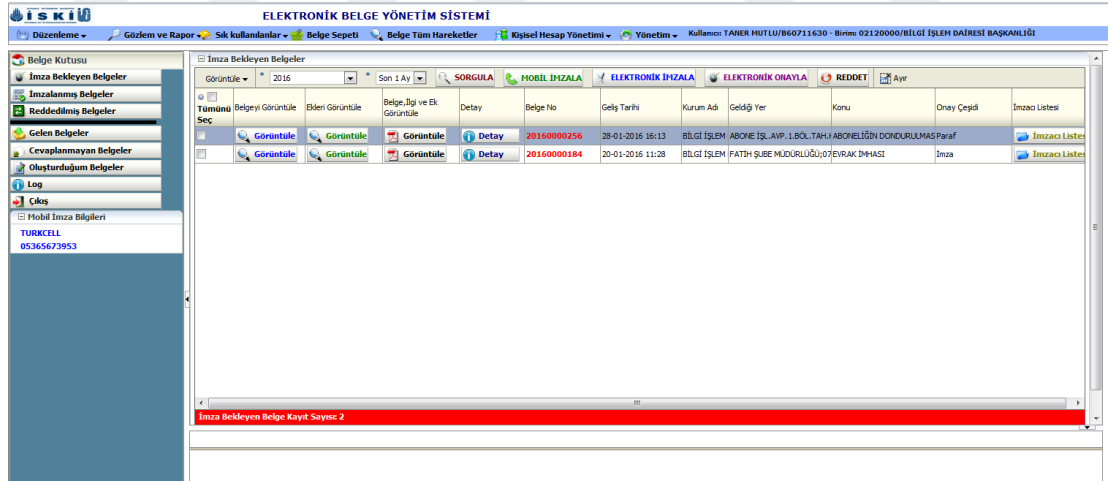 İSKİ
ELEKTRONİK BELGE YÖNETİM SİSTEMİ
Düzenleme Gözlem ve Rapor Sık kullanılanlar Belge Sepeti Belge Tüm Hareketler Kişisel Hesap Yönetimi Yönetim Kullanıcı: TANER MUTLU/B60711630 - Birim: 02120000/BİLGİ İŞLEM DAİRESİ BAŞKANLIĞI
Belge Kutusu
İmza Bekleyen Belgeler
İmzalanmış Belgeler
Reddedilmiş Belgeler
Gelen Belgeler
Cevaplanmayan Belgeler
Oluşturduğum Belgeler
Log
Çıkış
Mobil İmza Bilgileri
TURKCELL
05365673953
İmza Bekleyen Belgeler
Görüntüle * 2016 * Son 1 Ay SORGULA MOBİL İMZALA ELEKTRONİK İMZALA ELEKTRONİK ONAYLA REDDET Ayır
Tümünü Seç Belgeyi Görüntüle Ekleri Görüntüle Belge,İlgi ve Ek Görüntüle Detay Belge No Geliş Tarihi Kurum Adı Geldiği Yer Konu Onay Çeşidi İmzacı Listesi
Görüntüle Görüntüle Görüntüle Detay 20160000256 28-01-2016 16:13 BİLGİ İŞLEM ABONE İŞL.AVP.1.BÖL.TAH. ABONELİĞİN DONDURULMAS Paraf İmzacı Listes
Görüntüle Görüntüle Görüntüle Detay 20160000184 20-01-2016 11:28 BİLGİ İŞLEM FATİH ŞUBE MÜDÜRLÜĞÜ;07 EVRAK İMHASI İmza İmzacı Listes
İmza Bekleyen Belge Kayıt Sayısı: 2